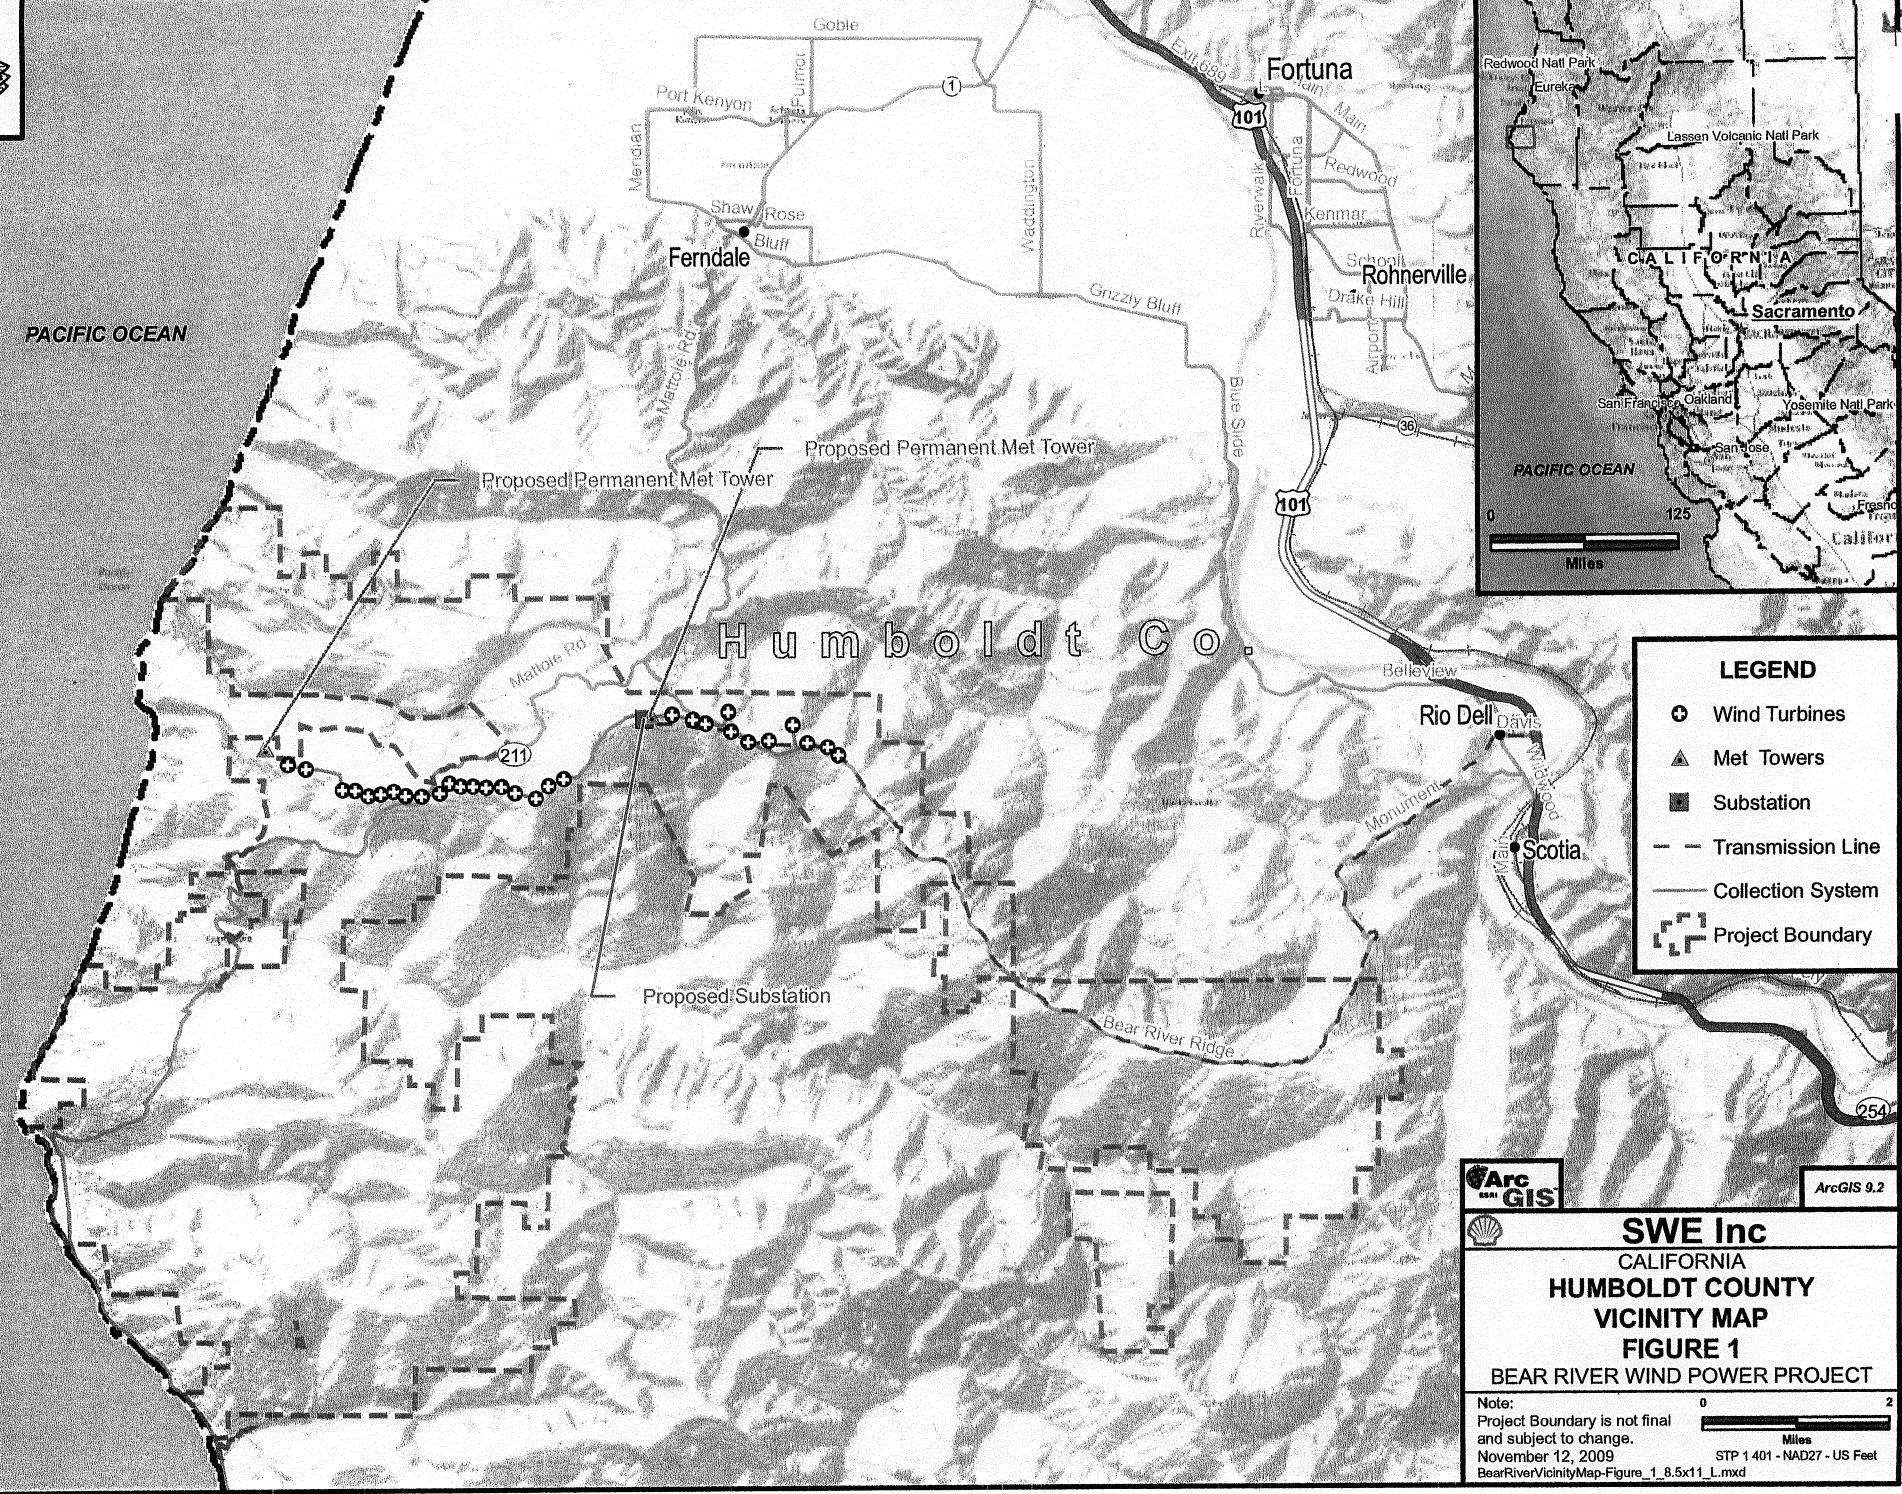 Goble
Exit 689
Fortuna
Redwood Natl Park
Eureka
Port Kenyon
Fulmor
1
101
Main
Main
Lassen Volcanic Natl Park
Meridian
Waddington
Riverwalk
Fortuna
Redwood
Shaw
Rose
Kenmar
Bluff
Ferndale
School
Rohnerville
CALIFORNIA
Grizzly Bluff
Drake Hill
Sacramento
PACIFIC OCEAN
Mattole Rd
Airport
Blue Slide
San Francisco
Oakland
Yosemite Natl Park
36
Proposed Permanent Met Tower
San Jose
Proposed Permanent Met Tower
PACIFIC OCEAN
101
Fresno
0
125
Miles
Humboldt Co.
Mattole Rd
Belleview
LEGEND
Rio Dell
Davis
Wind Turbines
211
Wildwood
Met Towers
Monument
Substation
Main
Scotia
Transmission Line
Collection System
Project Boundary
Proposed Substation
Bear River Ridge
254
Arc
ESRI
GIS
ArcGIS 9.2
SWE Inc
CALIFORNIA
HUMBOLDT COUNTY
VICINITY MAP
FIGURE 1
BEAR RIVER WIND POWER PROJECT
Note:
Project Boundary is not final
and subject to change.
November 12, 2009
BearRiverVicinityMap-Figure_1_8.5x11_L.mxd
0
2
Miles
STP 1 401 - NAD27 - US Feet